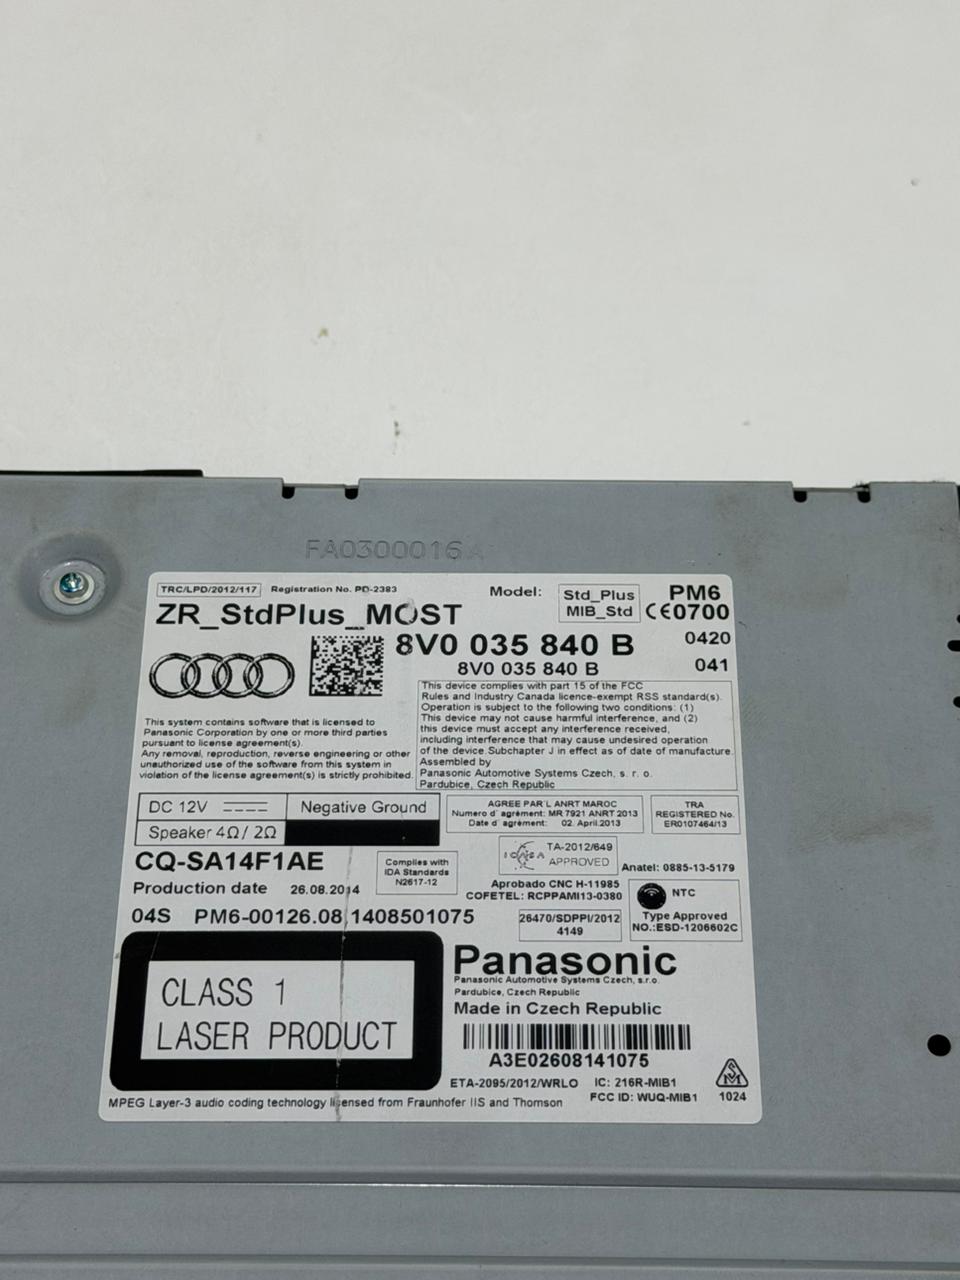 FA0300016A
TRC/LPD/2012/117 Registration No. PD-2383 Model: Std_Plus MIB_Std PM6
CE0700
ZR_StdPlus_MOST
8V0 035 840 B 0420
8V0 035 840 B 041
This system contains software that is licensed to
Panasonic Corporation by one or more third parties
pursuant to license agreement(s).
Any removal, reproduction, reverse engineering or other
unauthorized use of the software from this system in
violation of the license agreement(s) is strictly prohibited.
This device complies with part 15 of the FCC
Rules and Industry Canada licence-exempt RSS standard(s).
Operation is subject to the following two conditions: (1)
This device may not cause harmful interference, and (2)
this device must accept any interference received,
including interference that may cause undesired operation
of the device.Subchapter J in effect as of date of manufacture.
Assembled by
Panasonic Automotive Systems Czech, s. r. o.
Pardubice, Czech Republic
DC 12V Negative Ground
Speaker 4Ω/ 2Ω
AGREE PAR'L ANRT MAROC
Numero d' agrément: MR 7921 ANRT 2013
Date d' agrément: 02. April.2013
TRA
REGISTERED No.
ER0107464/13
CQ-SA14F1AE
Complies with
IDA Standards
N2617-12
ICASA TA-2012/649
APPROVED
Anatel: 0885-13-5179
Production date 26.08.2014
Aprobado CNC H-11985
COFETEL: RCPPAMI13-0380
NTC
Type Approved
NO.:ESD-1206602C
04S PM6-00126.08.1408501075
26470/SDPPI/2012
4149
CLASS 1
LASER PRODUCT
Panasonic
Panasonic Automotive Systems Czech, s.r.o.
Pardubice, Czech Republic
Made in Czech Republic
A3E02608141075
ETA-2095/2012/WRLO IC: 216R-MIB1
FCC ID: WUQ-MIB1
1024
MPEG Layer-3 audio coding technology licensed from Fraunhofer IIS and Thomson